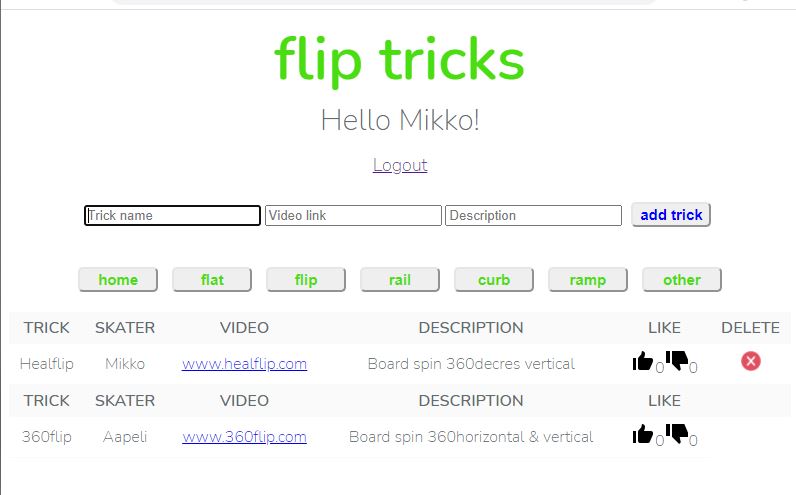 flip tricks
Hello Mikko!
Logout
Trick name Video link Description add trick
home flat flip rail curb ramp other
TRICK SKATER VIDEO DESCRIPTION LIKE DELETE
Healflip Mikko www.healflip.com Board spin 360decres vertical 0 0
TRICK SKATER VIDEO DESCRIPTION LIKE
360flip Aapeli www.360flip.com Board spin 360horizontal & vertical 0 0